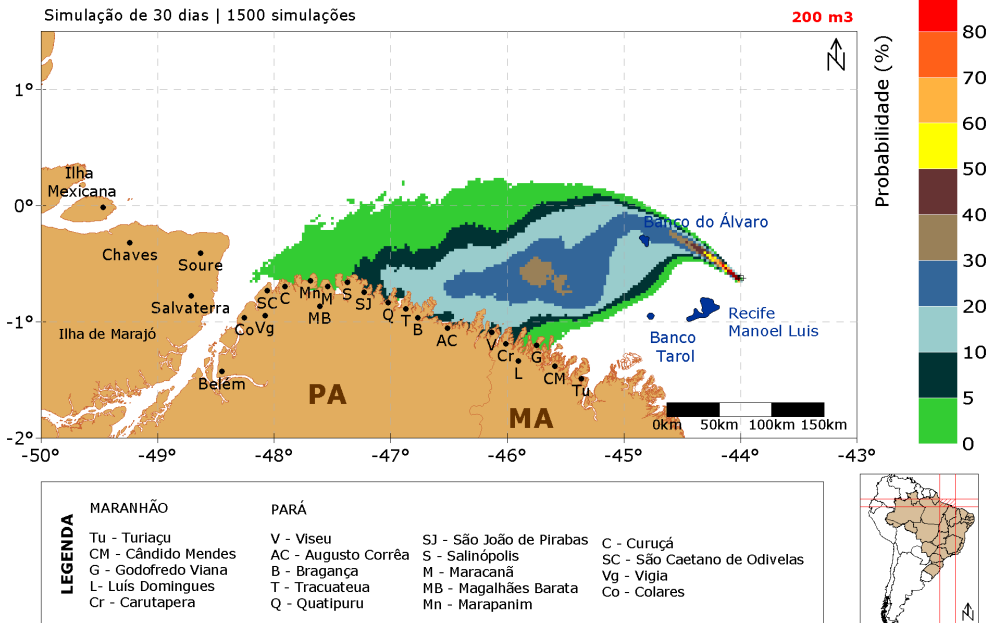 Simulação de 30 dias | 1500 simulações
200 m3
N
Probabilidade (%)
80
70
60
50
40
30
20
10
5
0
1°
0°
-1°
-2°
-50°
-49°
-48°
-47°
-46°
-45°
-44°
-43°
Ilha
Mexicana
Chaves
Soure
Salvaterra
Ilha de Marajó
Belém
Co
Vg
SC
C
Mn
M
MB
S
SJ
Q
T
B
AC
V
Cr
L
G
CM
Tu
PA
MA
Banco do Álvaro
Recife
Manoel Luis
Banco
Tarol
0km
50km
100km
150km
LEGENDA
MARANHÃO
Tu - Turiaçu
CM - Cândido Mendes
G - Godofredo Viana
L- Luís Domingues
Cr - Carutapera
PARÁ
V - Viseu
AC - Augusto Corrêa
B - Bragança
T - Tracuateua
Q - Quatipuru
SJ - São João de Pirabas
S - Salinópolis
M - Maracanã
MB - Magalhães Barata
Mn - Marapanim
C - Curuçá
SC - São Caetano de Odivelas
Vg - Vigia
Co - Colares
N